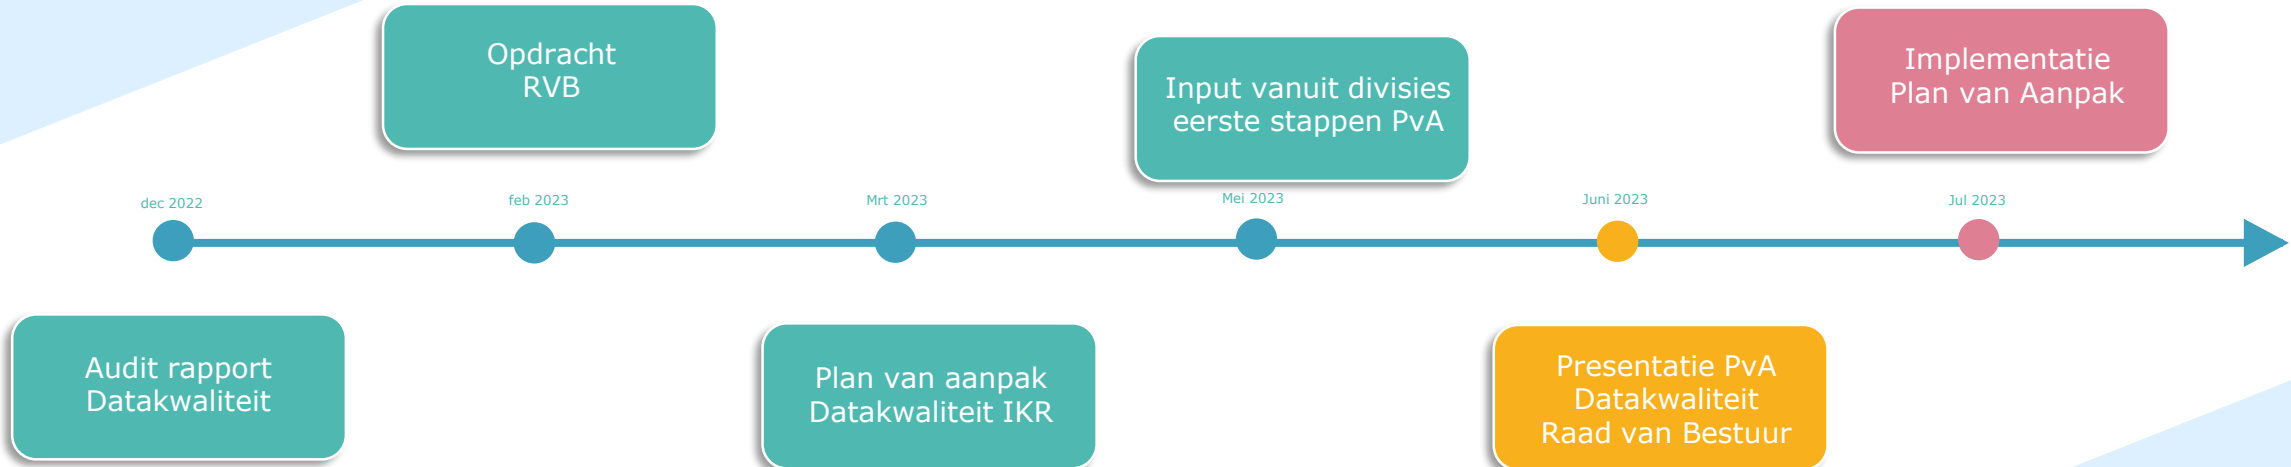 Opdracht
RVB
Input vanuit divisies
eerste stappen PvA
Implementatie
Plan van Aanpak
dec 2022
feb 2023
Mrt 2023
Mei 2023
Juni 2023
Jul 2023
Audit rapport
Datakwaliteit
Plan van aanpak
Datakwaliteit IKR
Presentatie PvA
Datakwaliteit
Raad van Bestuur